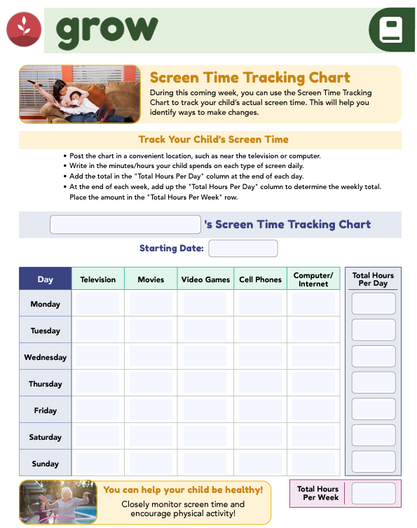 grow
Screen Time Tracking Chart
During this coming week, you can use the Screen Time Tracking
Chart to track your child's actual screen time. This will help you
identify ways to make changes.
Track Your Child's Screen Time
• Post the chart in a convenient location, such as near the television or computer.
• Write in the minutes/hours your child spends on each type of screen daily.
• Add the total in the "Total Hours Per Day" column at the end of each day.
• At the end of each week, add up the "Total Hours Per Day" column to determine the weekly total.
Place the amount in the "Total Hours Per Week" row.
's Screen Time Tracking Chart
Starting Date:
Day Television Movies Video Games Cell Phones Computer/
Internet
Total Hours
Per Day
Monday
Tuesday
Wednesday
Thursday
Friday
Saturday
Sunday
You can help your child be healthy!
Closely monitor screen time and
encourage physical activity!
Total Hours
Per Week